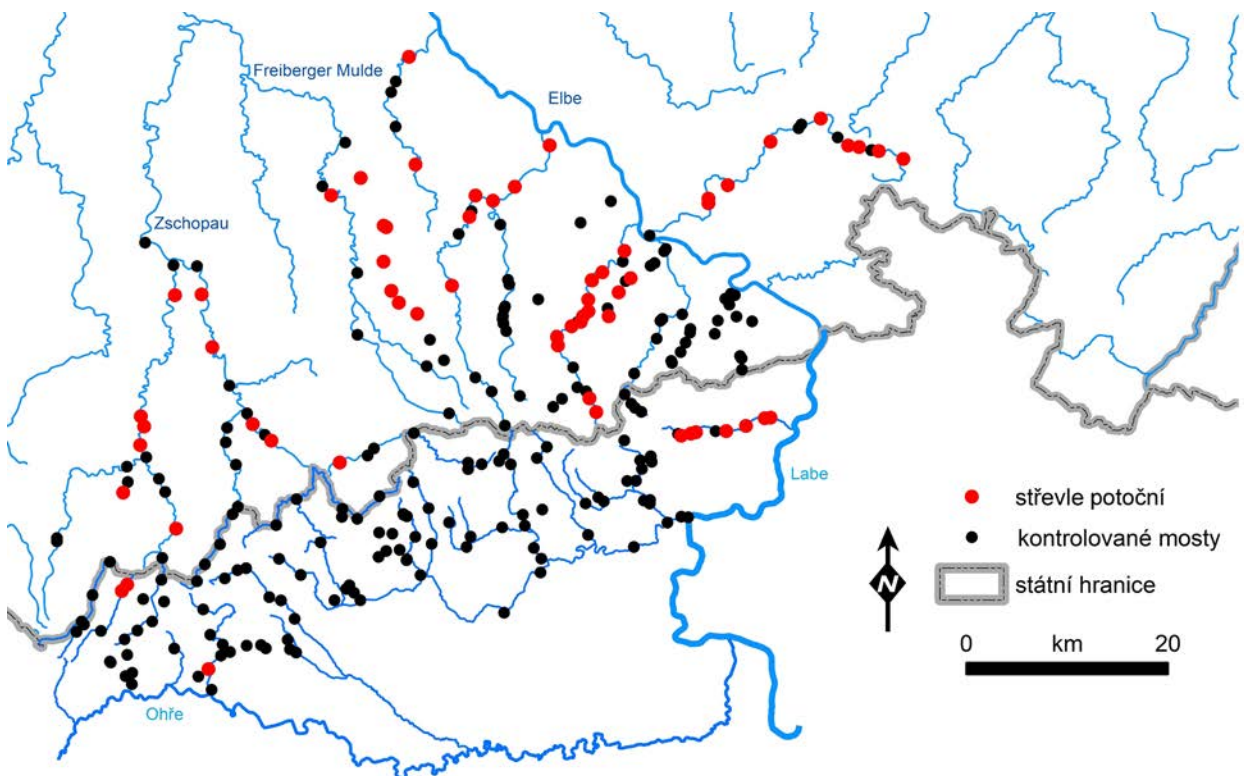 Freiberger Mulde
Elbe
Zschopau
Labe
střevle potoční
kontrolované mosty
státní hranice
N
0 km 20
Ohře